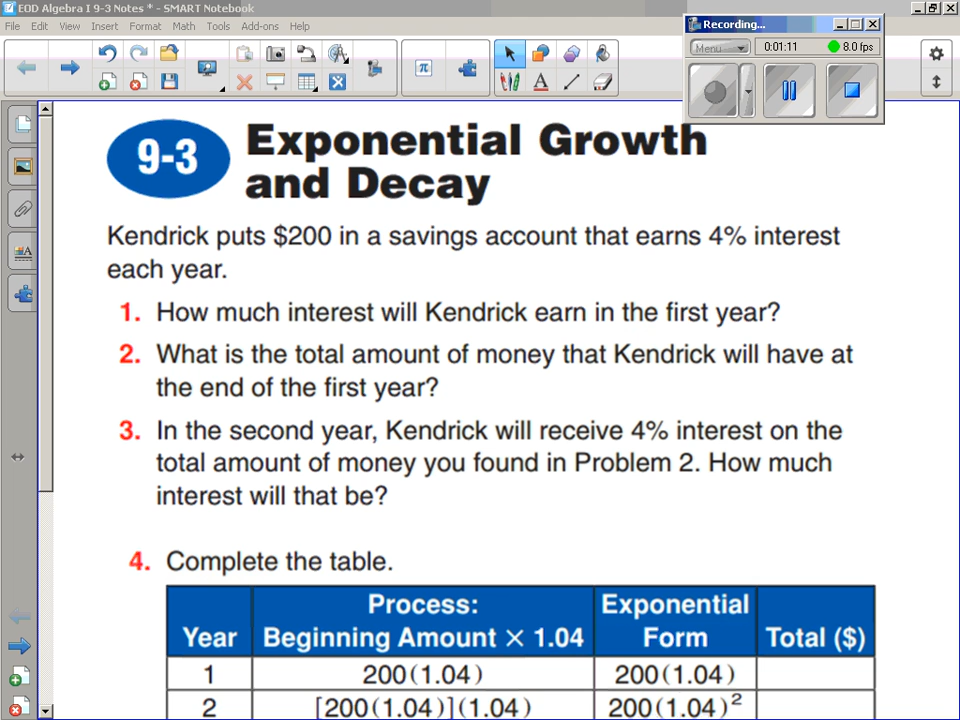 EOD Algebra I 9-3 Notes * - SMART Notebook
File Edit View Insert Format Math Tools Add-ons Help
Recording...
Menu 0:01:11 8.0 fps
π
A
9-3 Exponential Growth
and Decay
Kendrick puts $200 in a savings account that earns 4% interest
each year.
1. How much interest will Kendrick earn in the first year?
2. What is the total amount of money that Kendrick will have at
the end of the first year?
3. In the second year, Kendrick will receive 4% interest on the
total amount of money you found in Problem 2. How much
interest will that be?
4. Complete the table.
Process: Exponential
Year Beginning Amount × 1.04 Form Total ($)
1 200(1.04) 200(1.04)
2 [200(1.04)](1.04) 200(1.04)²